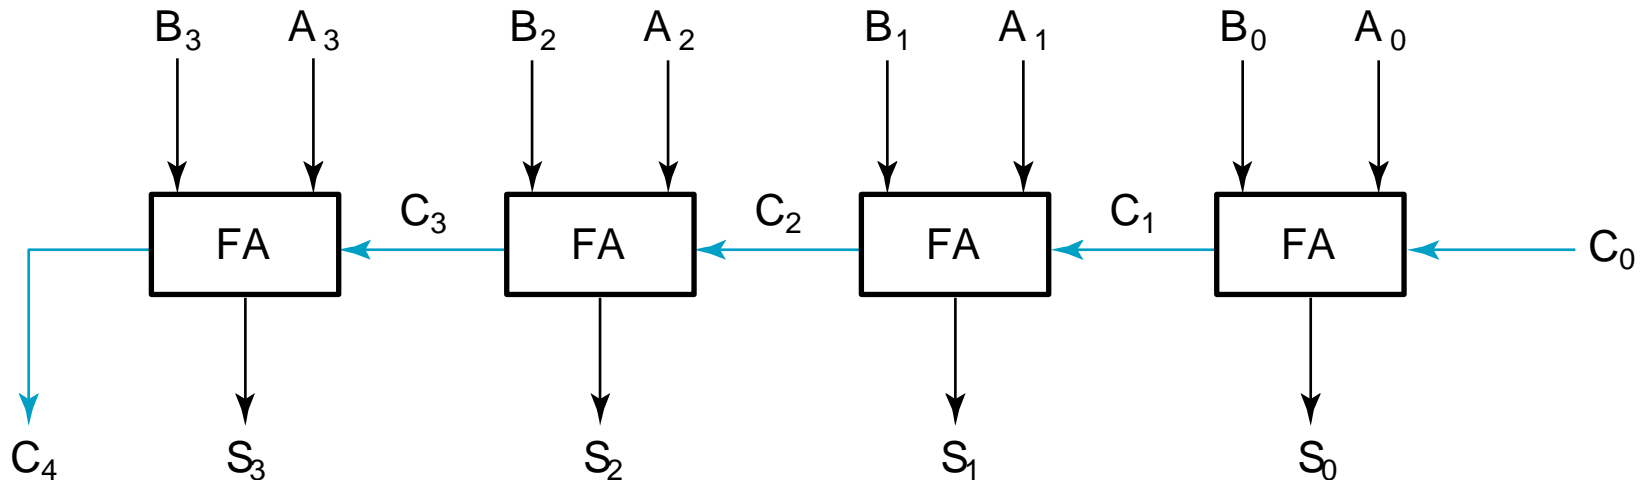 B₃ A₃ B₂ A₂ B₁ A₁ B₀ A₀
C₃ C₂ C₁
FA FA FA FA C₀
C₄ S₃ S₂ S₁ S₀